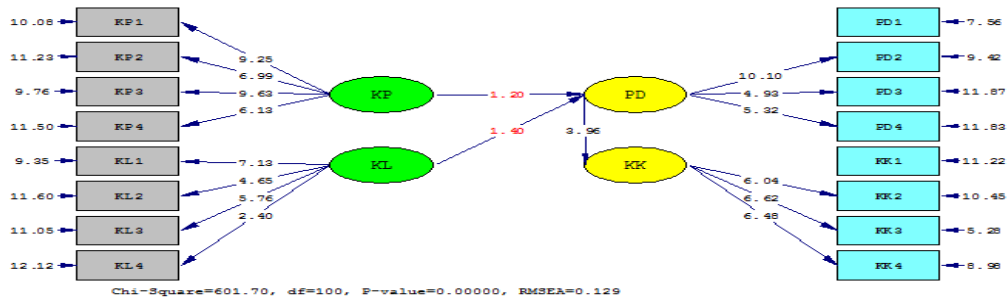 10.08 KP1 PD1 7.56
11.23 KP2 9.25 PD2 9.42
6.99 10.10
9.76 KP3 9.63 KP 1.20 PD 4.93 PD3 11.87
11.50 KP4 6.13 5.32 PD4 11.83
1.40 3.96
9.35 KL1 7.13 KL KK KK1 11.22
11.60 KL2 4.65 6.04 KK2 10.45
5.76 6.62
11.05 KL3 2.40 6.48 KK3 5.28
12.12 KL4 KK4 8.98
Chi-Square=601.70, df=100, P-value=0.00000, RMSEA=0.129